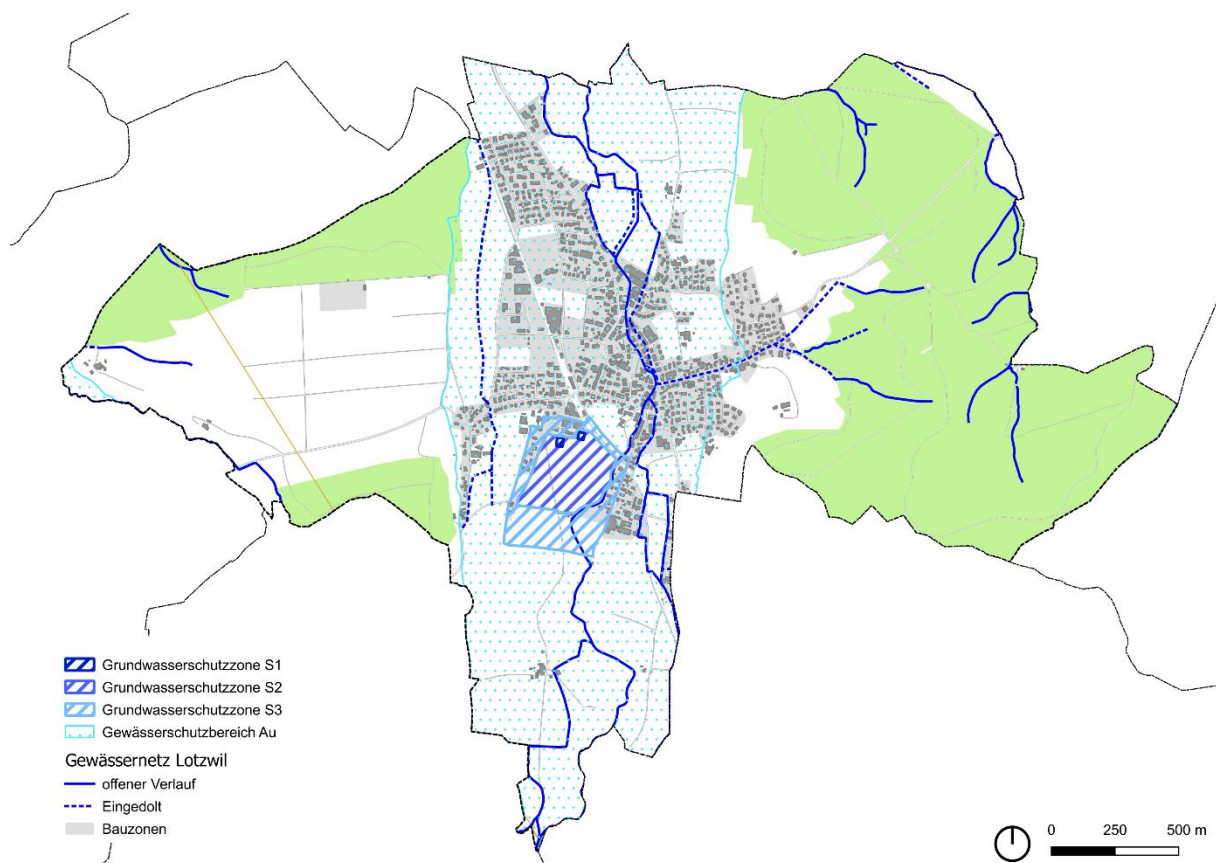 Grundwasserschutzzone S1
Grundwasserschutzzone S2
Grundwasserschutzzone S3
Gewässerschutzbereich Au
Gewässernetz Lotzwil
offener Verlauf
Eingedolt
Bauzonen
0 250 500 m